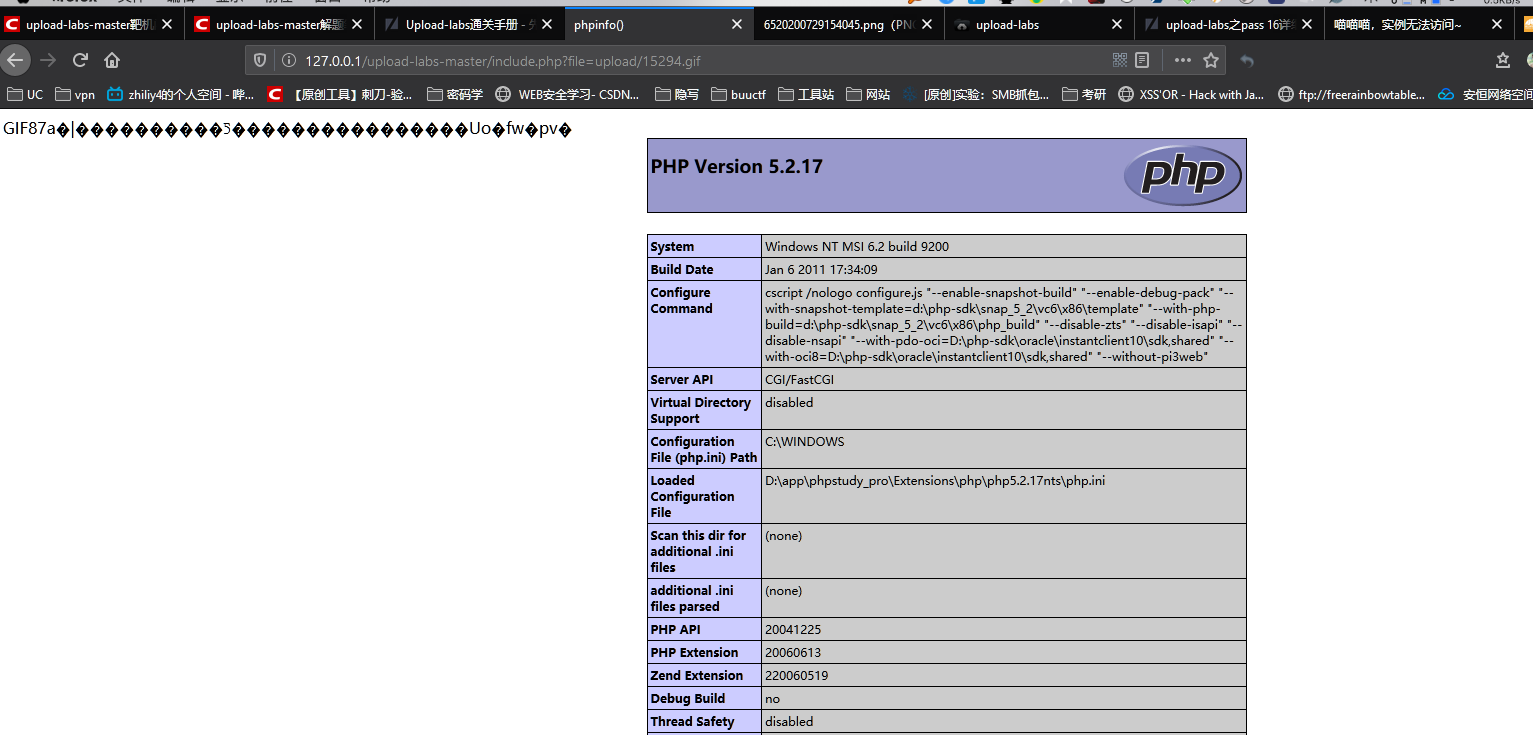 upload-labs-master靶机
upload-labs-master解题
Upload-labs通关手册 -
phpinfo()
6520200729154045.png（PN
upload-labs
upload-labs之pass 16详
喵喵喵，实例无法访问~
127.0.0.1/upload-labs-master/include.php?file=upload/15294.gif
UC
vpn
zhiliy4的个人空间 - 哔...
【原创工具】刺刀-验...
密码学
WEB安全学习- CSDN...
隐写
buuctf
工具站
网站
[原创]实验：SMB抓包...
考研
XSS'OR - Hack with Ja...
ftp://freerainbowtable...
安恒网络空间
GIF87a�|����������������5����������������Uo�fw�pv�
PHP Version 5.2.17
php
System
Windows NT MSI 6.2 build 9200
Build Date
Jan 6 2011 17:34:09
Configure
Command
cscript /nologo configure.js "--enable-snapshot-build" "--enable-debug-pack" "--
with-snapshot-template=d:\php-sdk\snap_5_2\vc6\x86\template" "--with-php-
build=d:\php-sdk\snap_5_2\vc6\x86\php_build" "--disable-zts" "--disable-isapi" "--
disable-nsapi" "--with-pdo-oci=D:\php-sdk\oracle\instantclient10\sdk,shared" "--
with-oci8=D:\php-sdk\oracle\instantclient10\sdk,shared" "--without-pi3web"
Server API
CGI/FastCGI
Virtual Directory
Support
disabled
Configuration
File (php.ini) Path
C:\WINDOWS
Loaded
Configuration
File
D:\app\phpstudy_pro\Extensions\php\php5.2.17nts\php.ini
Scan this dir for
additional .ini
files
(none)
additional .ini
files parsed
(none)
PHP API
20041225
PHP Extension
20060613
Zend Extension
220060519
Debug Build
no
Thread Safety
disabled